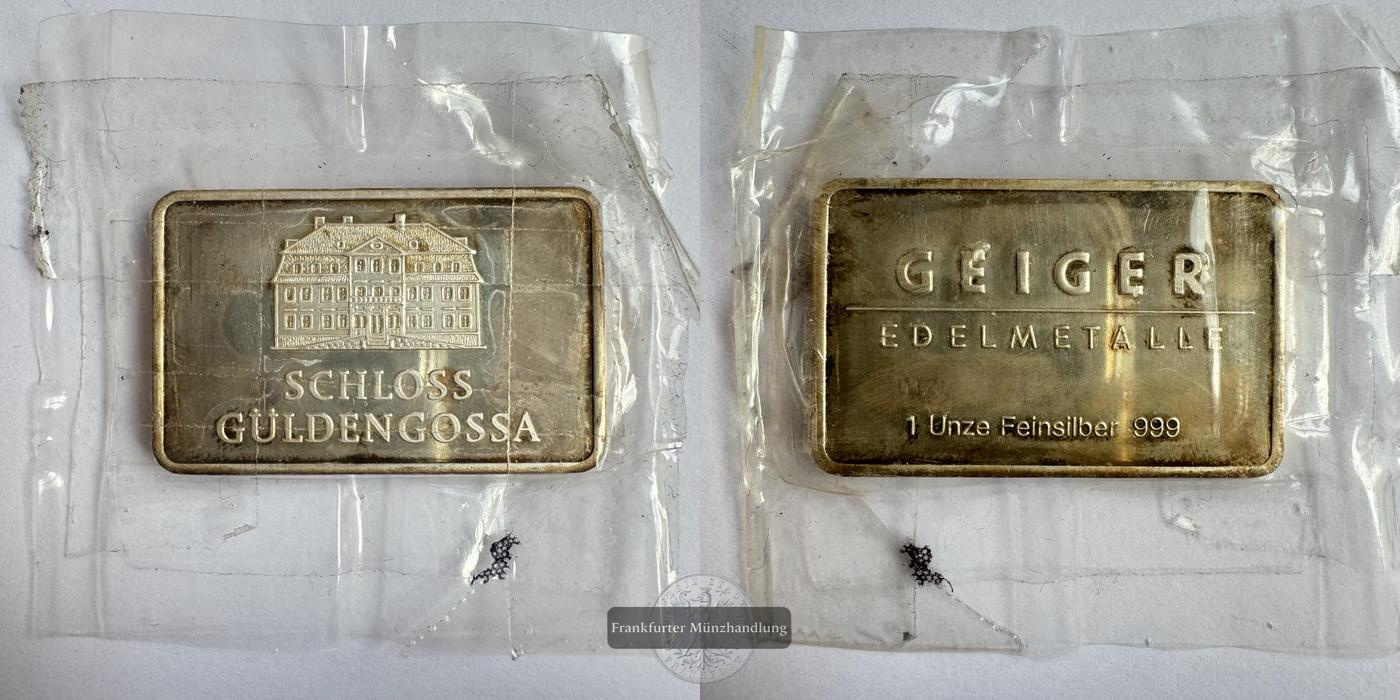 SCHLOSS
GÜLDENGOSSA
GEIGER
EDELMETALLE
1 Unze Feinsilber 999
Frankfurter Münzhandlung